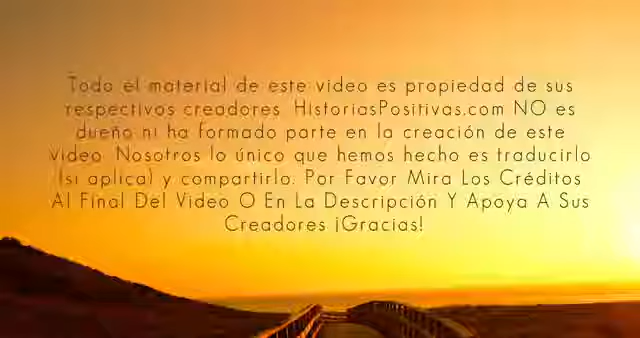 Todo el material de este video es propiedad de sus
respectivos creadores. HistoriasPositivas.com NO es
dueño ni ha formado parte en la creación de este
video. Nosotros lo único que hemos hecho es traducirlo
(si aplica) y compartirlo. Por Favor Mira Los Créditos
Al Final Del Video O En La Descripción Y Apoya A Sus
Creadores ¡Gracias!